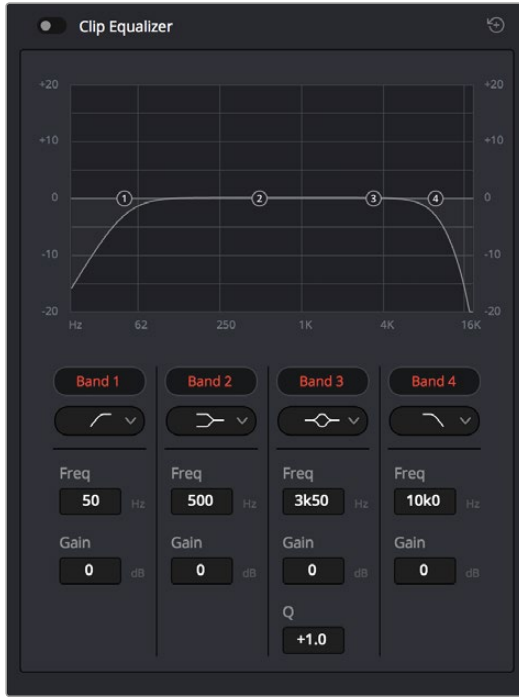 Clip Equalizer
+20 +20
+10 +10
0 1 2 3 4 0
-10 -10
-20 -20
Hz 62 250 1K 4K 16K
Band 1 Band 2 Band 3 Band 4
Freq Freq Freq Freq
50 Hz 500 Hz 3k50 Hz 10k0 Hz
Gain Gain Gain Gain
0 dB 0 dB 0 dB 0 dB
Q
+1.0